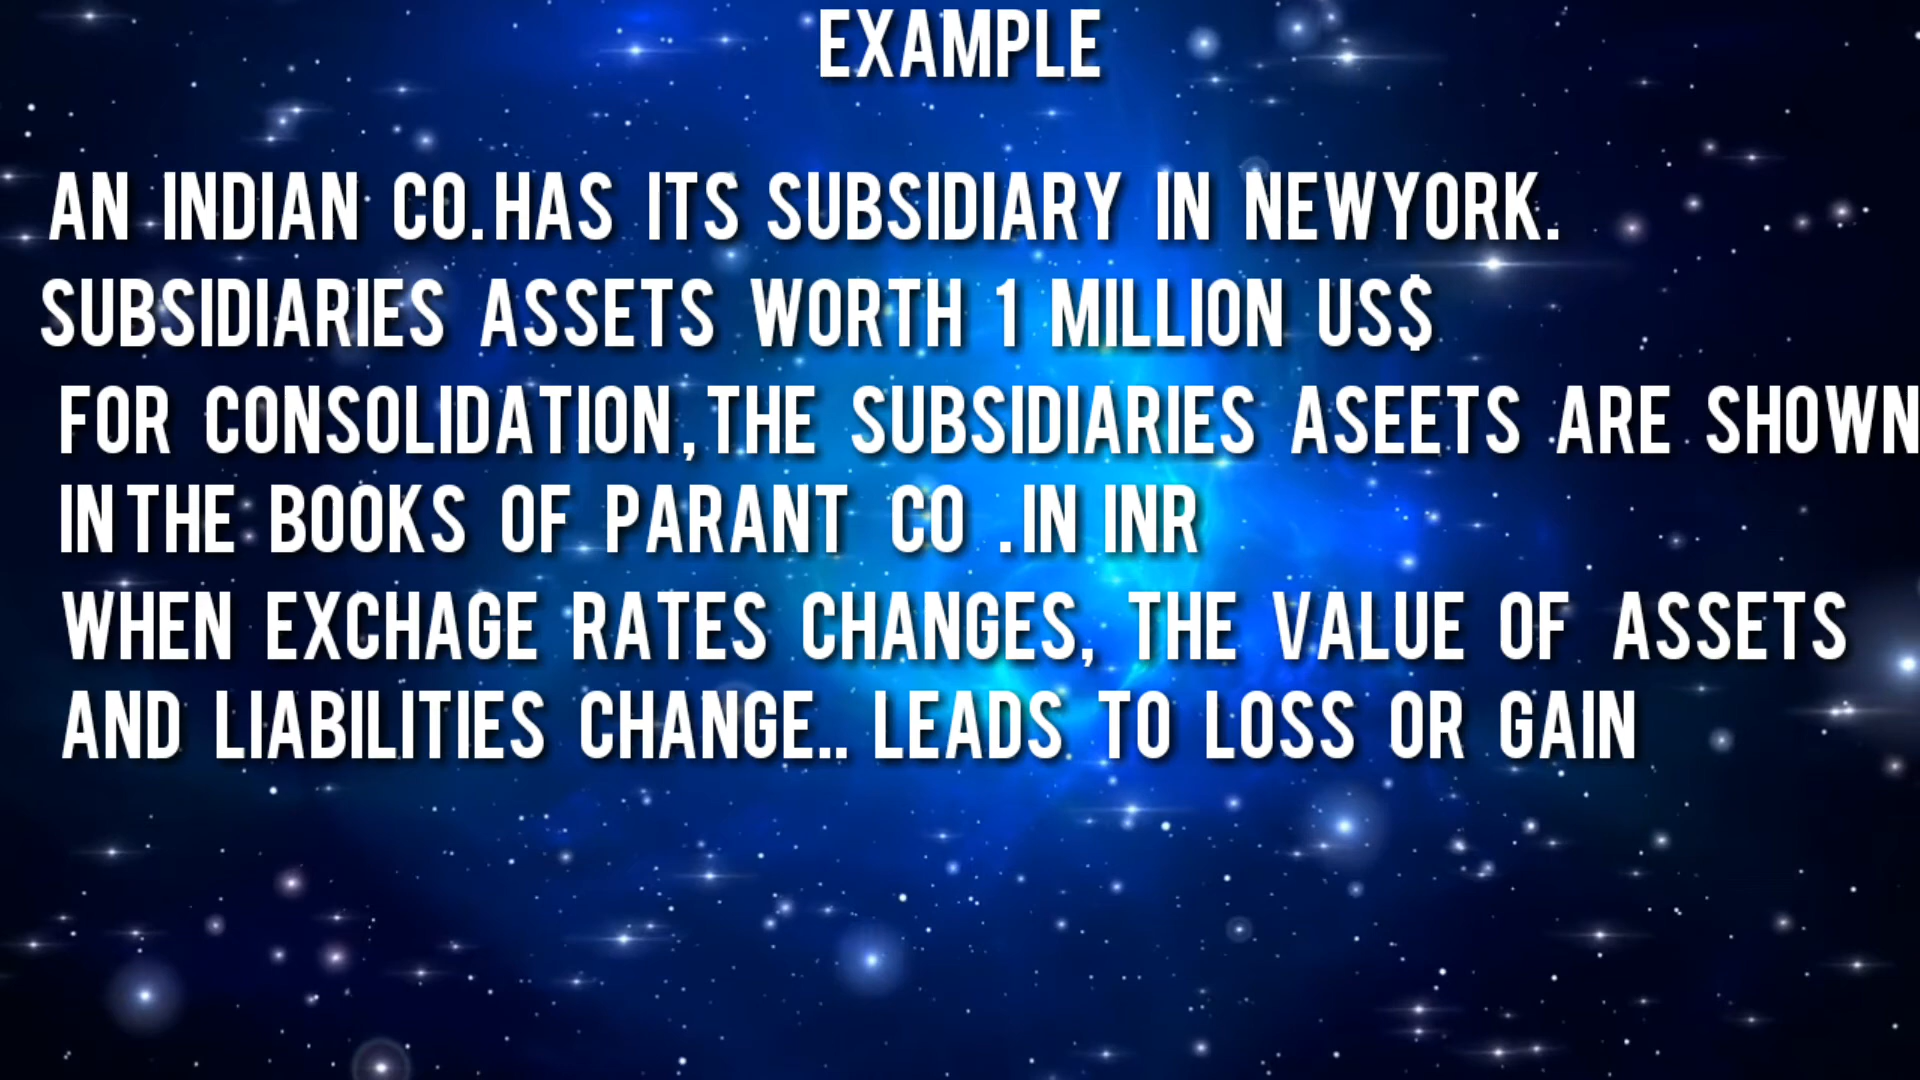 EXAMPLE
AN INDIAN CO.HAS ITS SUBSIDIARY IN NEWYORK.
SUBSIDIARIES ASSETS WORTH 1 MILLION US$
FOR CONSOLIDATION,THE SUBSIDIARIES ASEETS ARE SHOWN
IN THE BOOKS OF PARANT CO .IN INR
WHEN EXCHAGE RATES CHANGES, THE VALUE OF ASSETS
AND LIABILITIES CHANGE.. LEADS TO LOSS OR GAIN